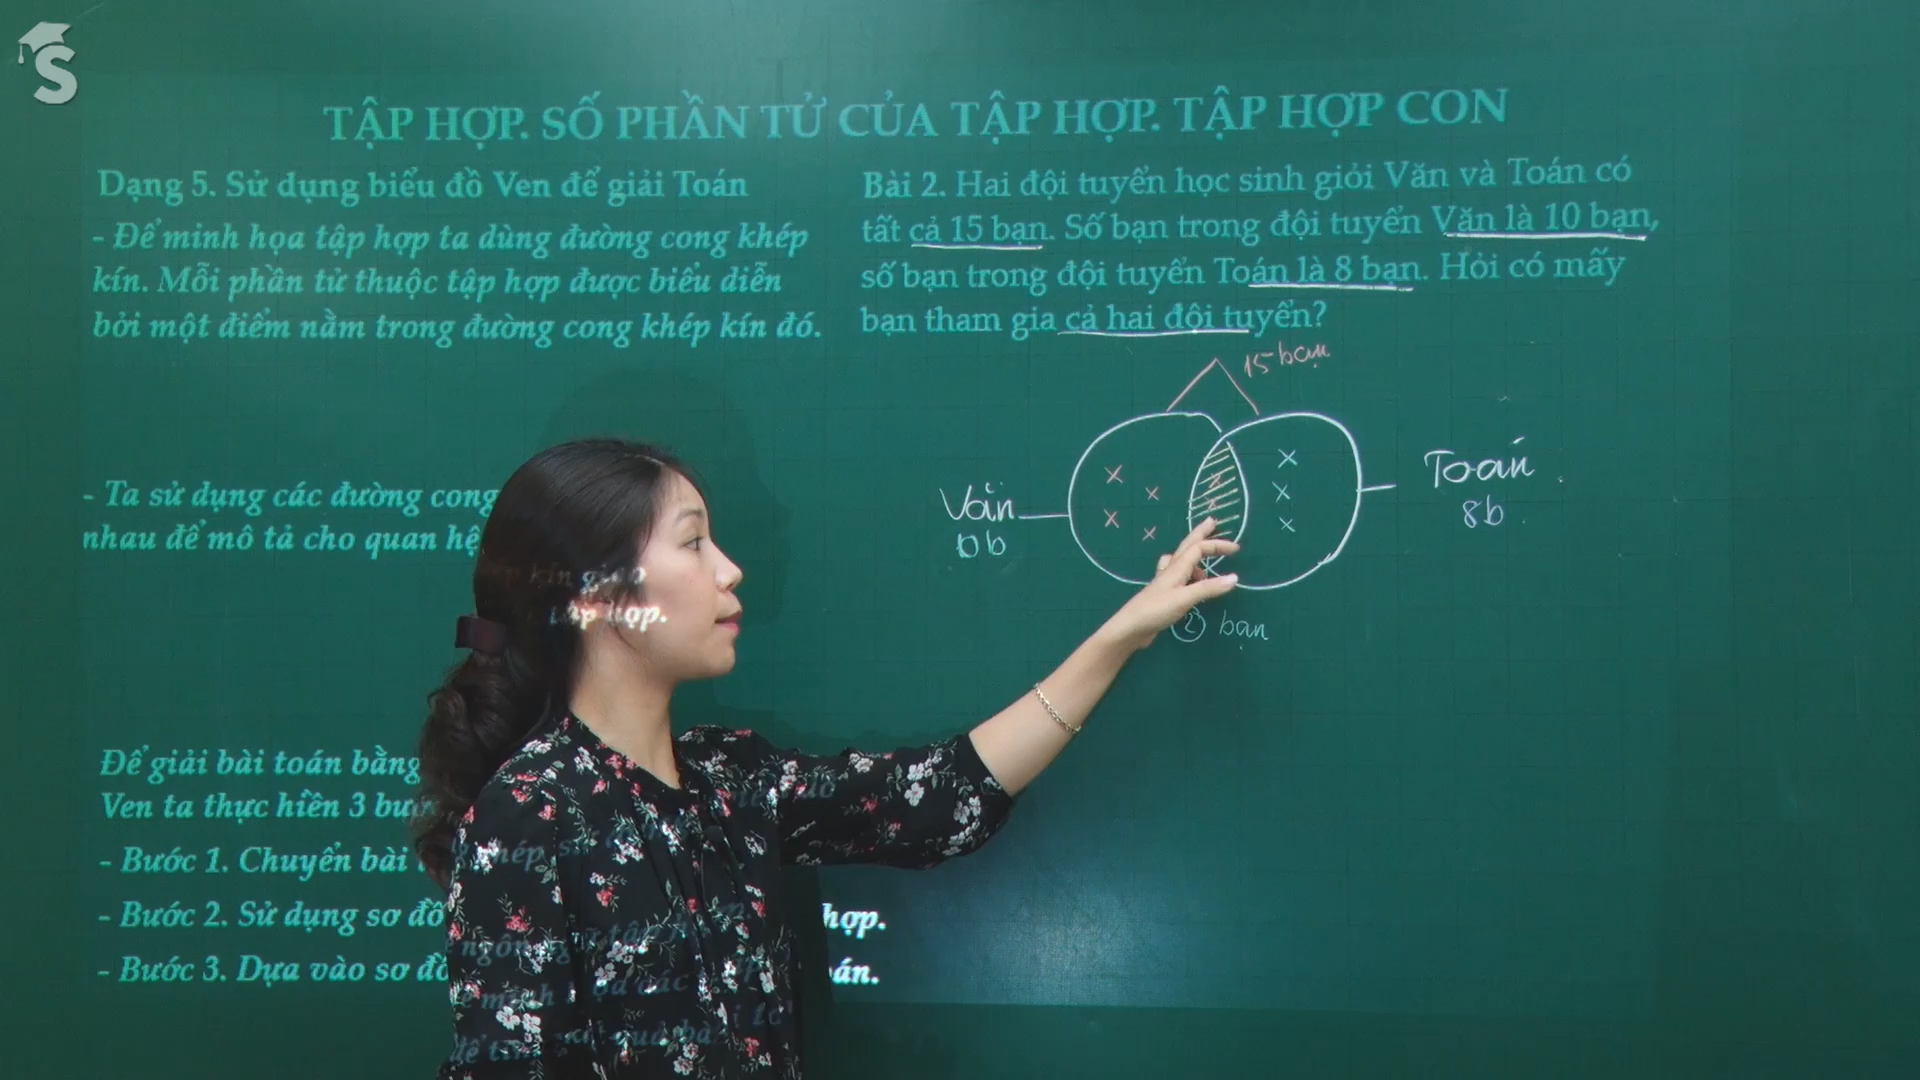 S
TẬP HỢP. SỐ PHẦN TỬ CỦA TẬP HỢP. TẬP HỢP CON
Dạng 5. Sử dụng biểu đồ Ven để giải Toán
- Để minh họa tập hợp ta dùng đường cong khép
kín. Mỗi phần tử thuộc tập hợp được biểu diễn
bởi một điểm nằm trong đường cong khép kín đó.
- Ta sử dụng các đường cong
nhau để mô tả cho quan hệ
tập hợp.
Để giải bài toán bằng
Ven ta thực hiện 3 bước
- Bước 1. Chuyển bài
- Bước 2. Sử dụng sơ đồ
hợp.
- Bước 3. Dựa vào sơ đồ
Bài 2. Hai đội tuyển học sinh giỏi Văn và Toán có
tất cả 15 bạn. Số bạn trong đội tuyển Văn là 10 bạn,
số bạn trong đội tuyển Toán là 8 bạn. Hỏi có mấy
bạn tham gia cả hai đội tuyển?
15 bạn
Văn
10b
Toán
8b
2 bạn